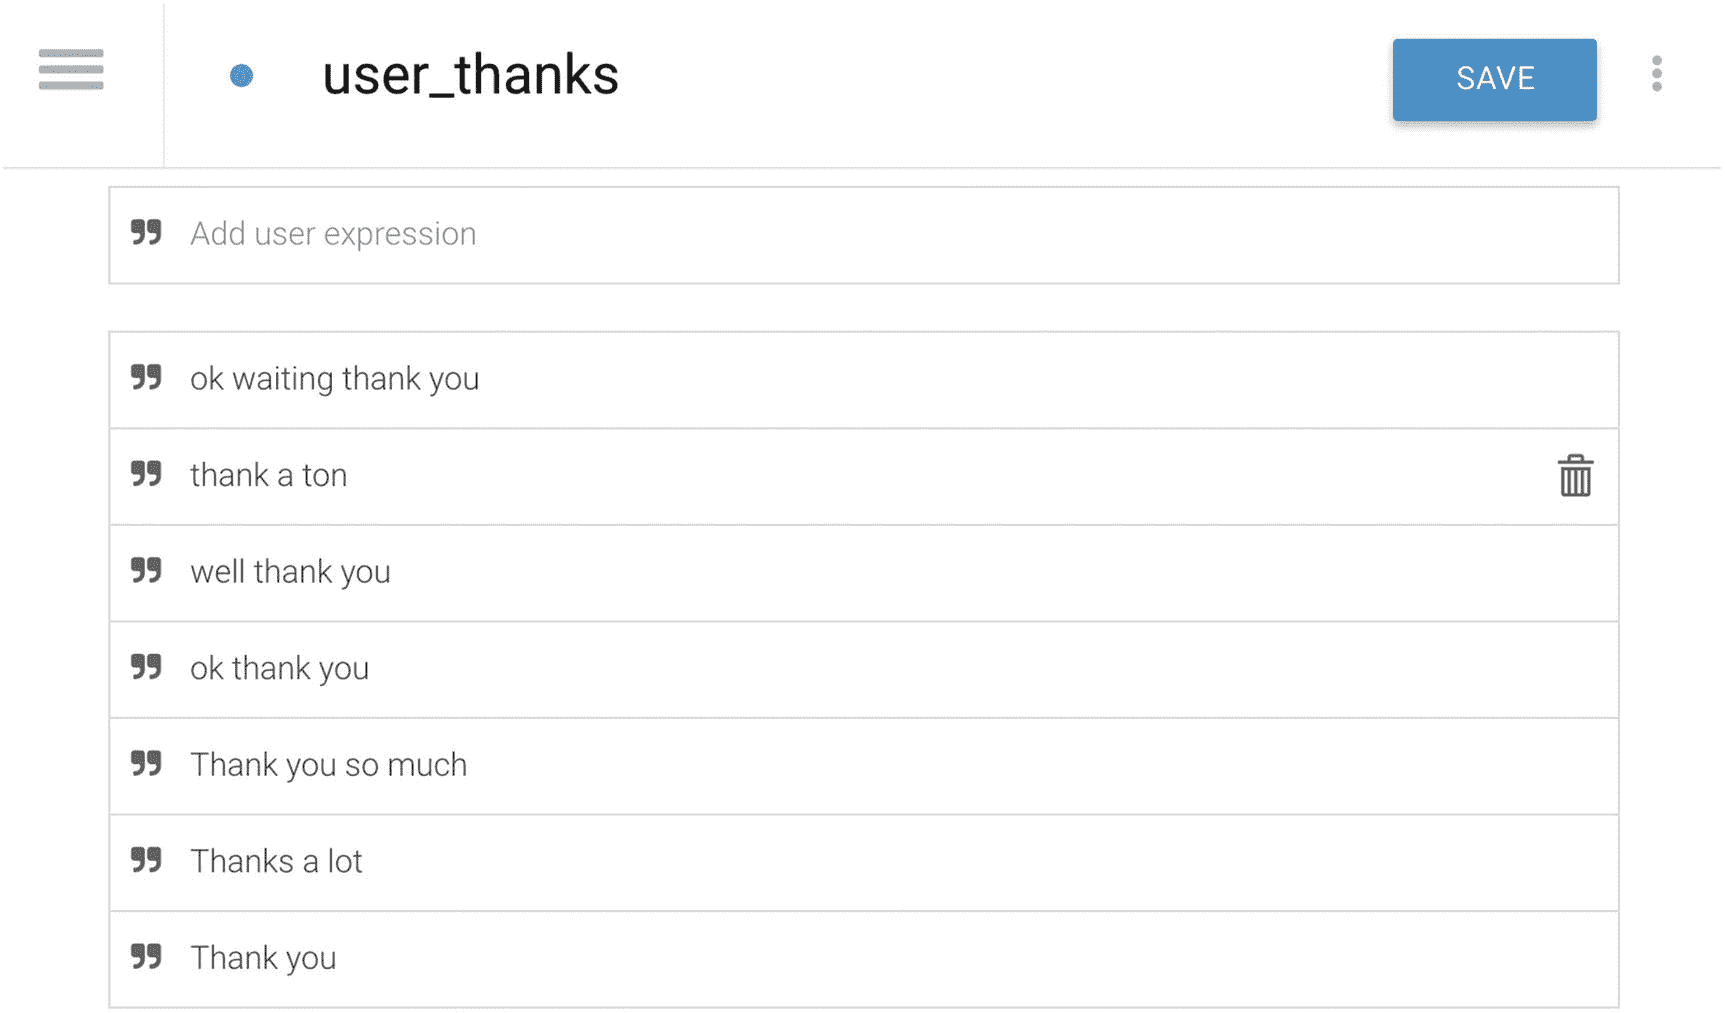 user_thanks
SAVE
Add user expression
ok waiting thank you
thank a ton
well thank you
ok thank you
Thank you so much
Thanks a lot
Thank you